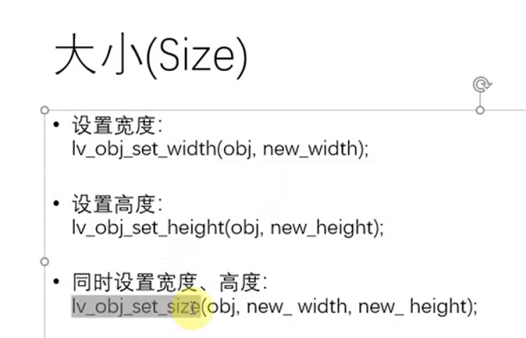 大小(Size)
• 设置宽度：
lv_obj_set_width(obj, new_width);
• 设置高度：
lv_obj_set_height(obj, new_height);
• 同时设置宽度、高度：
lv_obj_set_size(obj, new_ width, new_ height);